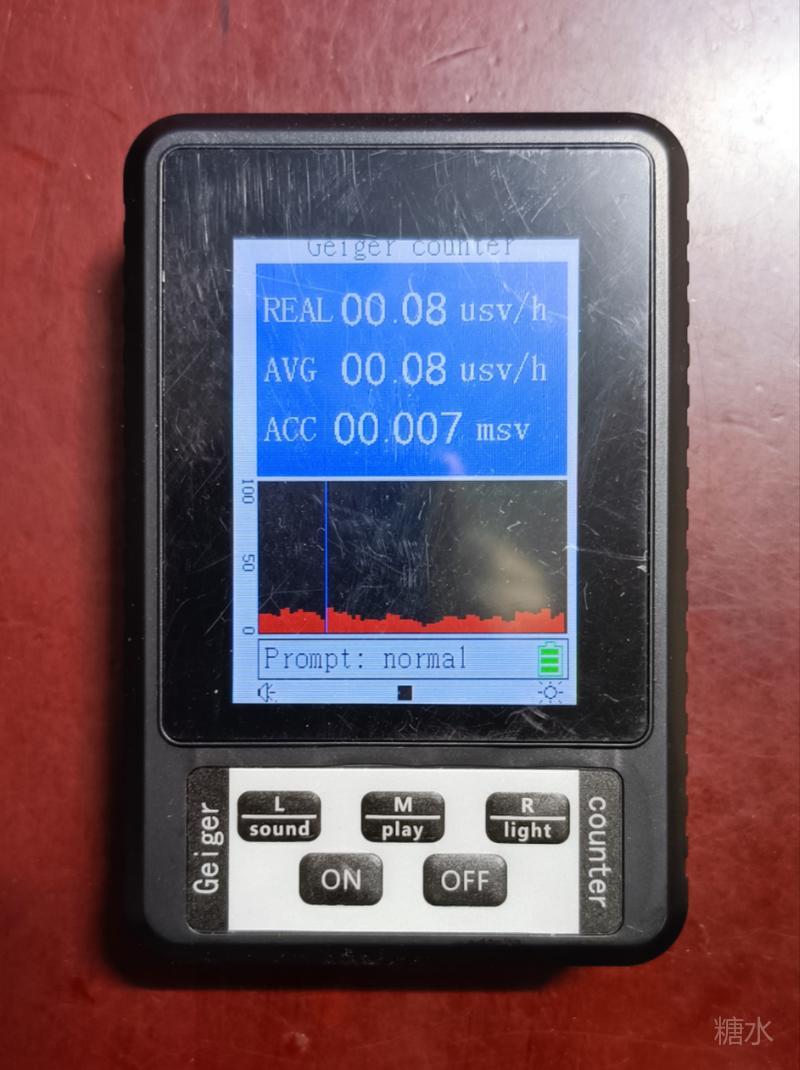 Geiger counter
REAL 00.08 usv/h
AVG 00.08 usv/h
ACC 00.007 msv
100
50
0
Prompt: normal
L
sound
M
play
R
light
Geiger
counter
ON
OFF
糖水